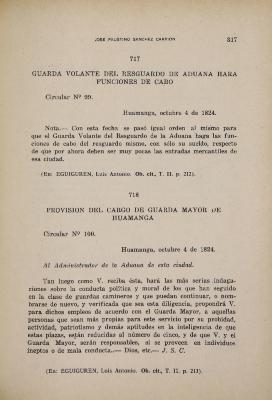 JOSE FAUSTINO SANCHEZ CARRION 317
717
GUARDA VOLANTE DEL RESGUARDO DE ADUANA HARA
FUNCIONES DE CABO
Circular Nº 99.
Huamanga, octubre 4 de 1824.
Nota.— Con esta fecha se pasó igual orden al mismo para
que el Guarda Volante del Resguardo de la Aduana haga las fun-
ciones de cabo del resguardo mismo, con sólo su sueldo, respecto
de que por ahora deben ser muy pocas las entradas mercantiles de
esa ciudad.
(En: EGUIGUREN, Luis Antonio. Ob. cit., T. II. p. 212).
718
PROVISION DEL CARGO DE GUARDA MAYOR DE
HUAMANGA
Circular Nº 100.
Huamanga, octubre 4 de 1824.
Al Administrador de la Aduana de esta ciudad.
Tan luego como V. reciba ésta, hará las más serias indaga-
ciones sobre la conducta política y moral de los que han seguido
en la clase de guardas camineros y que puedan continuar, o nom-
brarse de nuevo, y verificada que sea esta diligencia, propondrá V.
para dichos empleos de acuerdo con el Guarda Mayor, a aquellas
personas que sean más propias para este servicio por su probidad,
actividad, patriotismo y demás aptitudes en la inteligencia de que
estas plazas, están reducidas al número de cinco, y de que V. y el
Guarda Mayor, serán responsables, si se proveen en individuos
ineptos o de mala conducta.— Dios, etc.— J. S. C.
(En: EGUIGUREN, Luis Antonio. Ob. cit., T. II. p. 213).